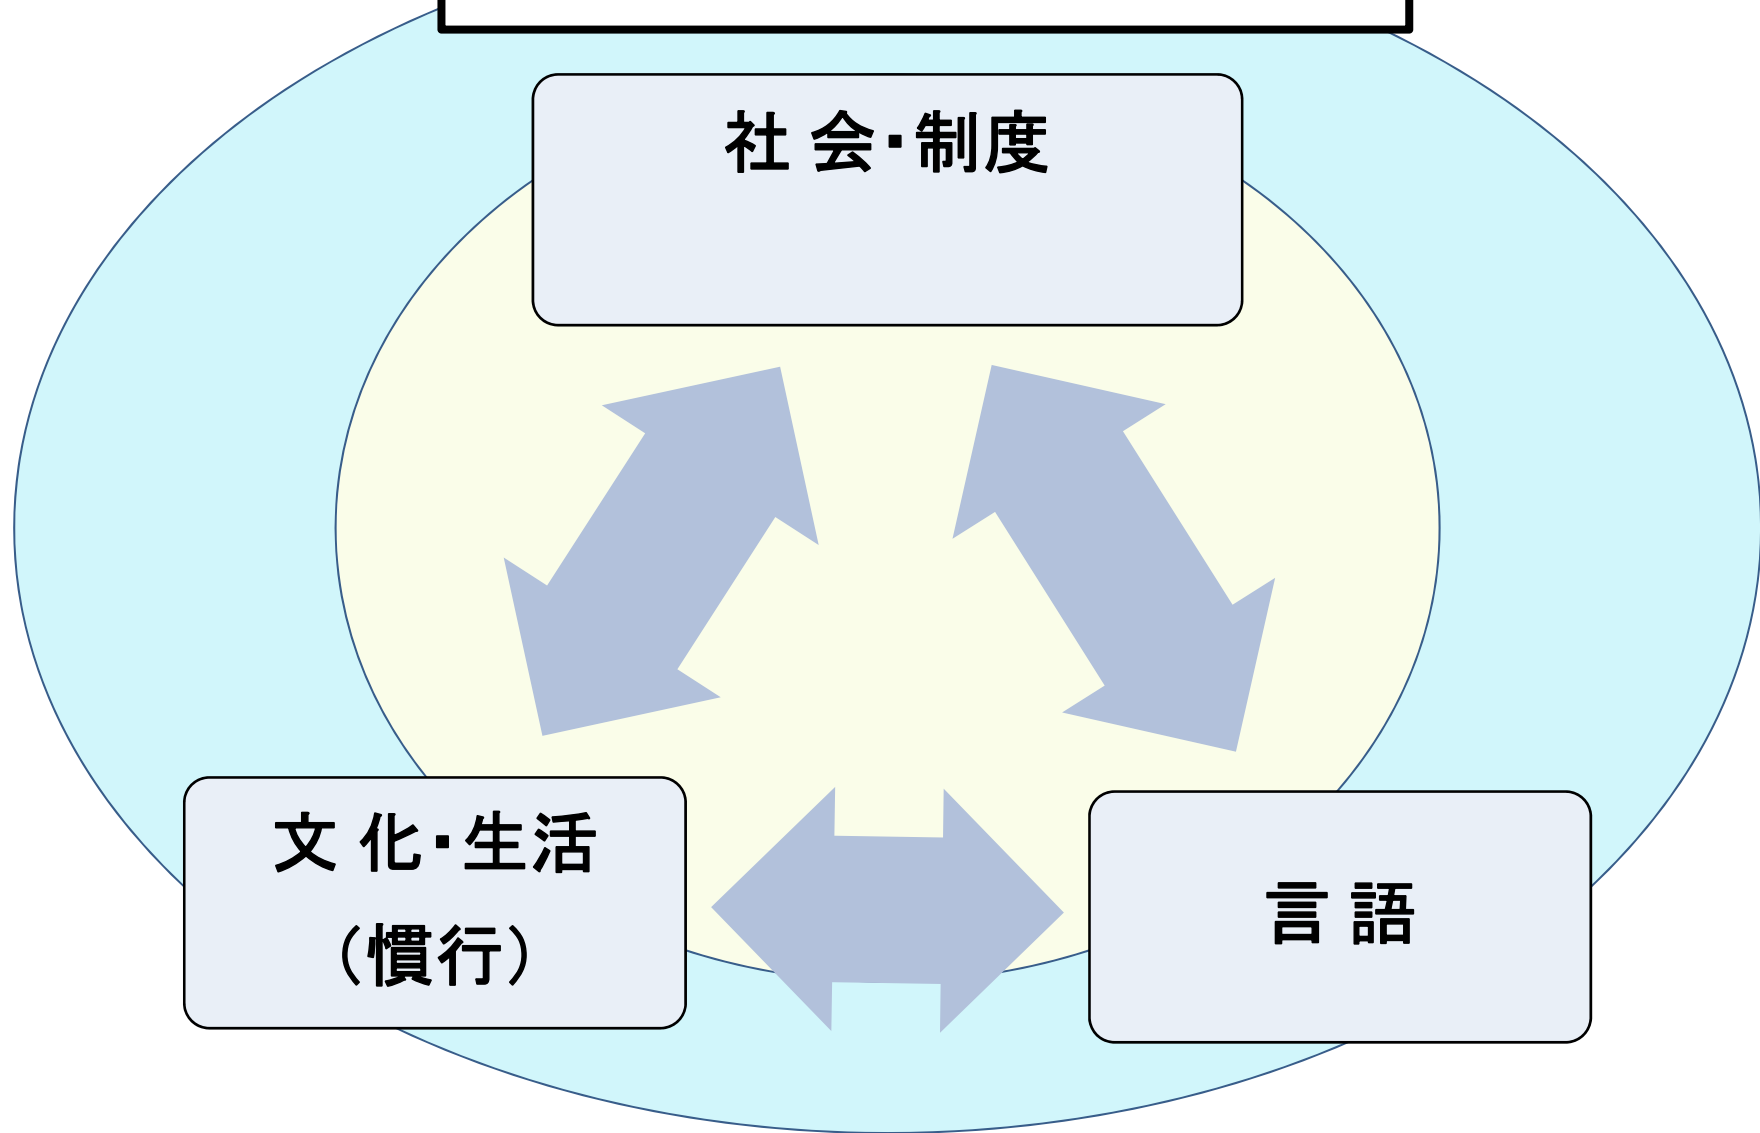 社 会・制度
文 化・生活
（慣行）
言 語